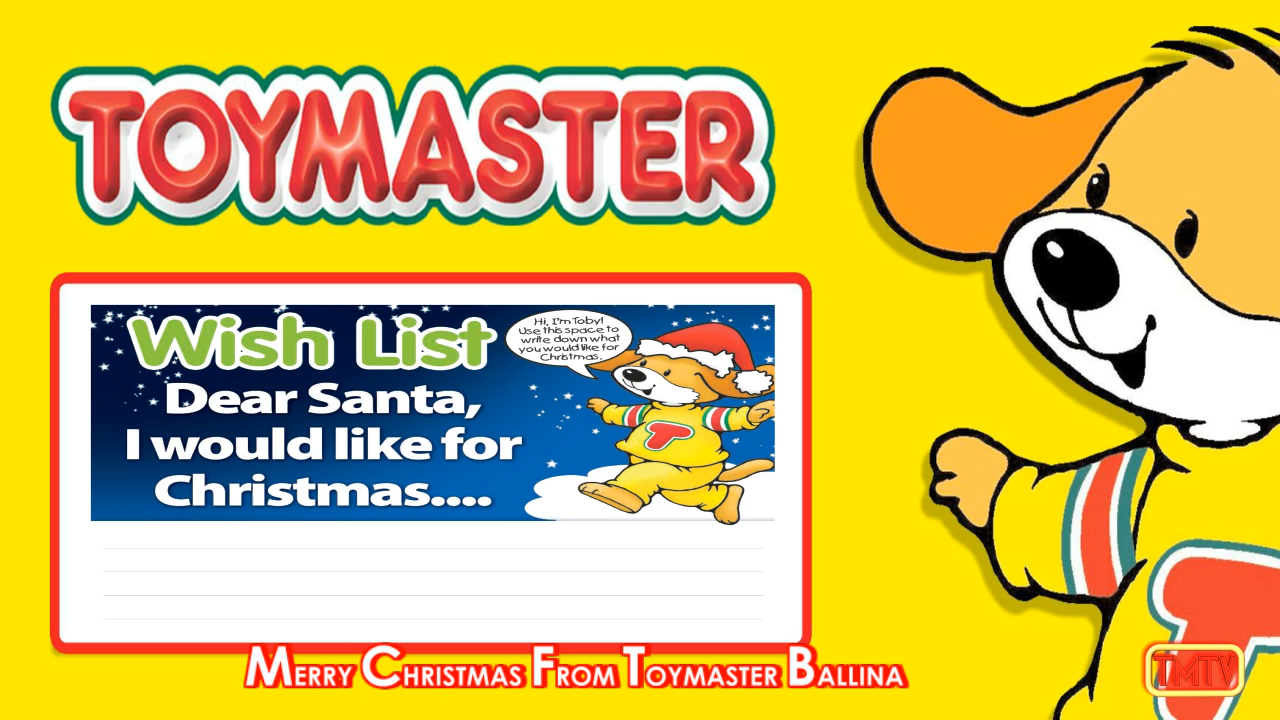 TOYMASTER
Wish List
Hi, I'm Toby!
Use this space to
write down what
you would like for
Christmas.
Dear Santa,
I would like for
Christmas....
T
T
MERRY CHRISTMAS FROM TOYMASTER BALLINA
TMTV